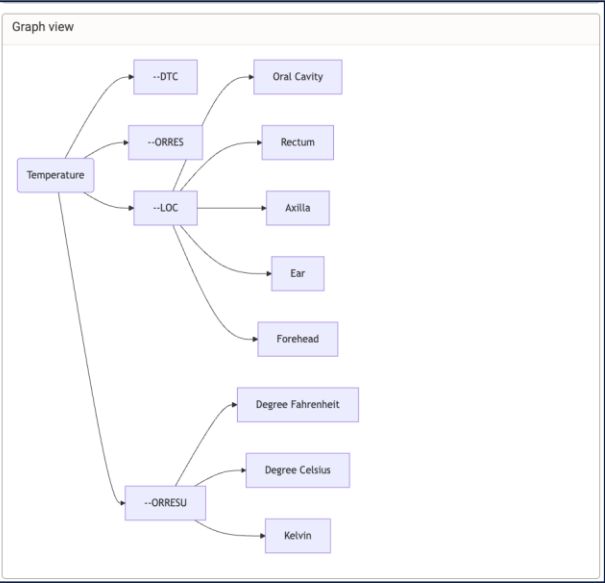 Graph view
--DTC
Oral Cavity
--ORRES
Rectum
Temperature
--LOC
Axilla
Ear
Forehead
Degree Fahrenheit
Degree Celsius
--ORRESU
Kelvin